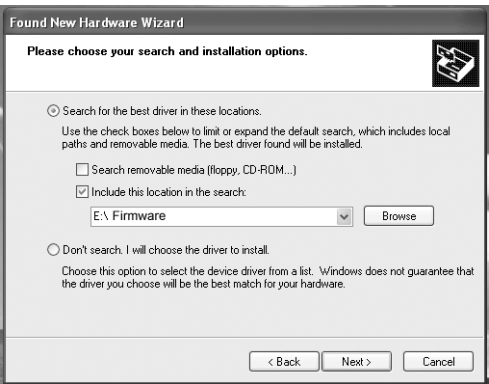 Found New Hardware Wizard
Please choose your search and installation options.
Search for the best driver in these locations.
Use the check boxes below to limit or expand the default search, which includes local
paths and removable media. The best driver found will be installed.
Search removable media (floppy, CD-ROM...)
Include this location in the search:
E:\ Firmware
Browse
Don't search. I will choose the driver to install.
Choose this option to select the device driver from a list. Windows does not guarantee that
the driver you choose will be the best match for your hardware.
< Back
Next >
Cancel